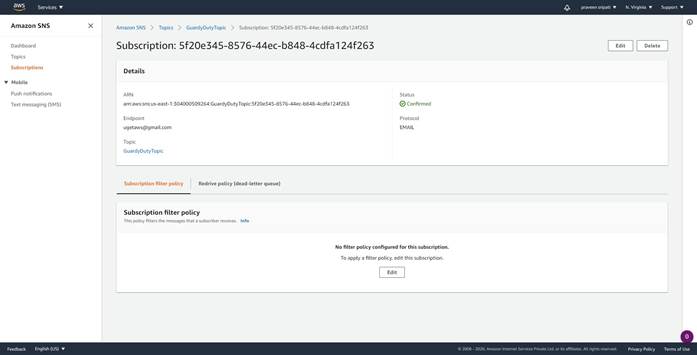 aws
Services
praveen sripati
N. Virginia
Support
Amazon SNS
Dashboard
Topics
Subscriptions
Mobile
Push notifications
Text messaging (SMS)
Amazon SNS > Topics > GuardyDutyTopic > Subscription: 5f20e345-8576-44ec-b848-4cdfa124f263
Subscription: 5f20e345-8576-44ec-b848-4cdfa124f263
Edit
Delete
Details
ARN
arn:aws:sns:us-east-1:304000509264:GuardyDutyTopic:5f20e345-8576-44ec-b848-4cdfa124f263
Endpoint
ugetaws@gmail.com
Topic
GuardyDutyTopic
Status
Confirmed
Protocol
EMAIL
Subscription filter policy
Redrive policy (dead-letter queue)
Subscription filter policy
This policy filters the messages that a subscriber receives. Info
No filter policy configured for this subscription.
To apply a filter policy, edit this subscription.
Edit
Feedback
English (US)
© 2008 - 2020, Amazon Internet Services Private Ltd. or its affiliates. All rights reserved.
Privacy Policy
Terms of Use